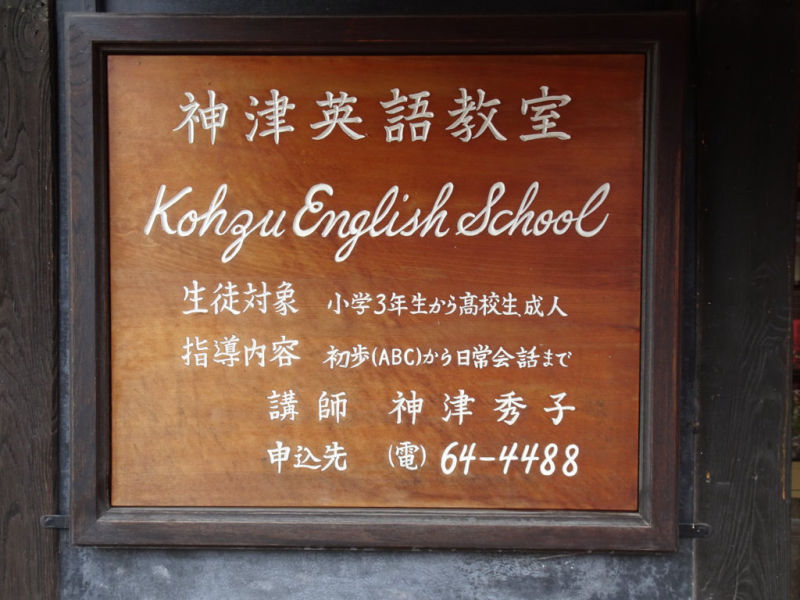 神津英語教室
Kohzu English School
生徒対象 小学3年生から髙校生、成人
指導内容 初歩(ABC)から日常会話まで
講師 神津秀子
申込先 (電) 64-4488